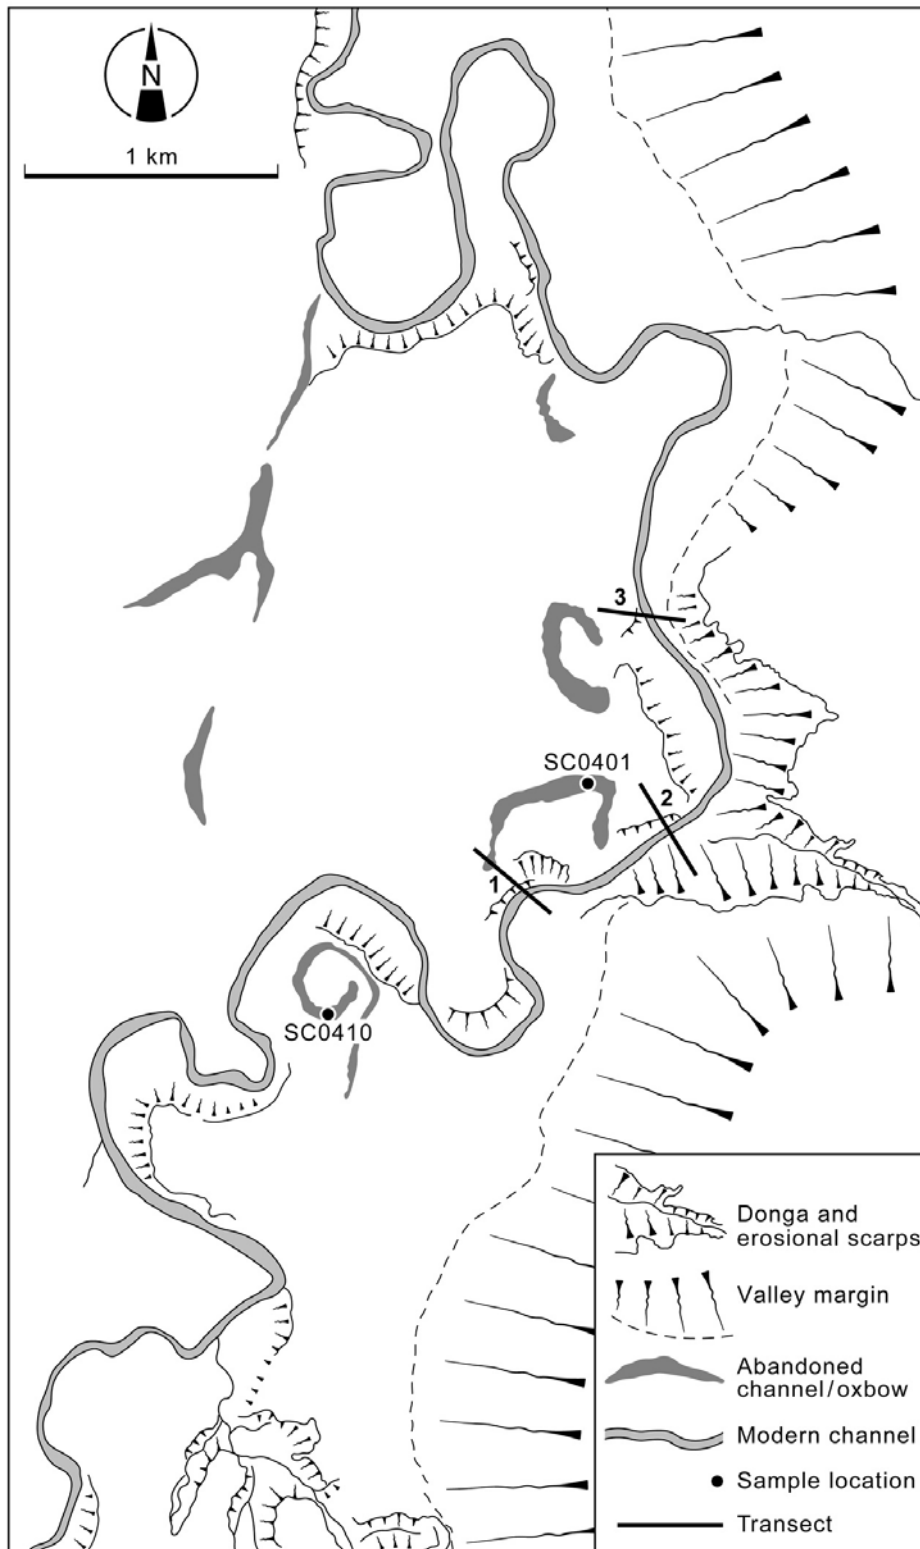 N
1 km
3
SC0401
2
1
SC0410
Donga and
erosional scarps
Valley margin
Abandoned
channel/oxbow
Modern channel
Sample location
Transect